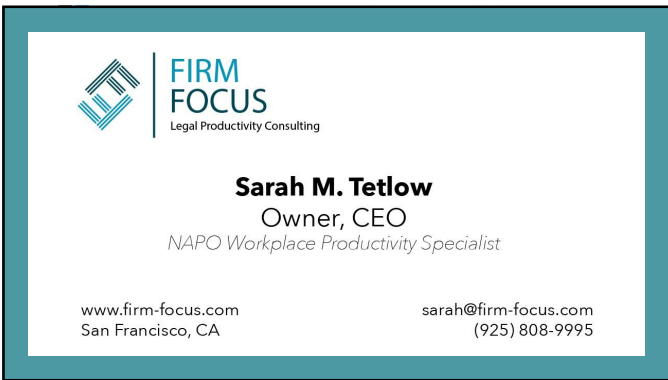 FIRM
FOCUS
Legal Productivity Consulting
Sarah M. Tetlow
Owner, CEO
NAPO Workplace Productivity Specialist
www.firm-focus.com
San Francisco, CA
sarah@firm-focus.com
(925) 808-9995